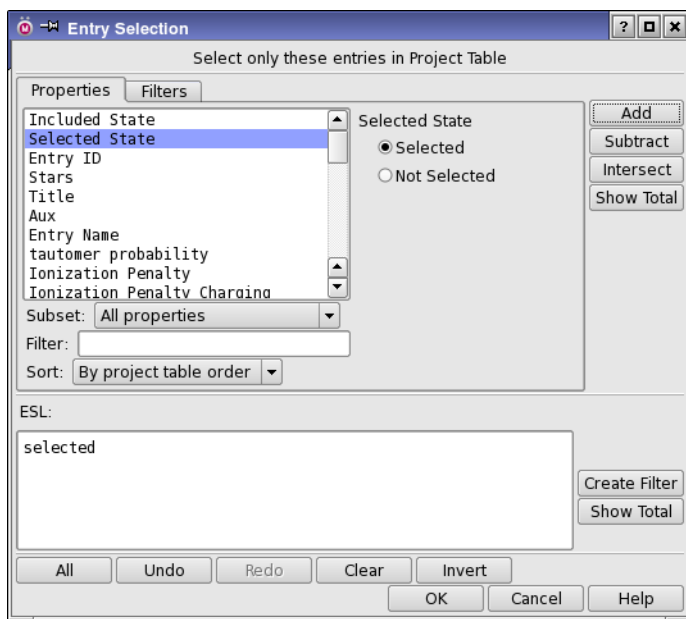 Entry Selection
Select only these entries in Project Table
Properties Filters
Included State
Selected State
Entry ID
Stars
Title
Aux
Entry Name
tautomer probability
Ionization Penalty
Ionization Penalty Charging
Selected State
Selected
Not Selected
Add
Subtract
Intersect
Show Total
Subset: All properties
Filter:
Sort: By project table order
ESL:
selected
Create Filter
Show Total
All Undo Redo Clear Invert
OK Cancel Help